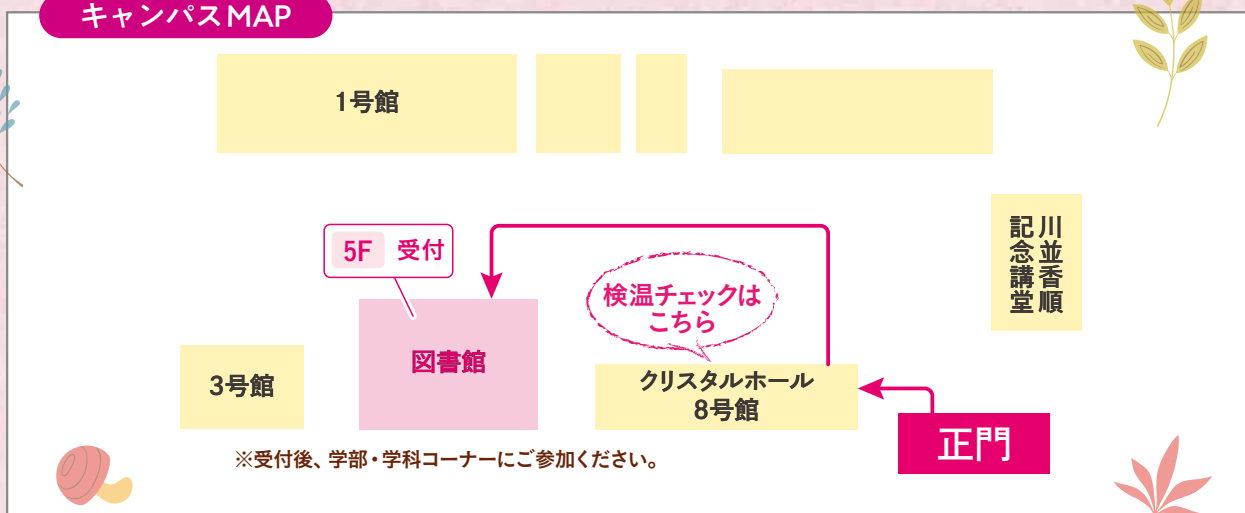 キャンパスMAP
1号館
川並香順
記念講堂
5F 受付
検温チェックは
こちら
図書館
3号館
クリスタルホール
8号館
正門
※受付後、学部・学科コーナーにご参加ください。